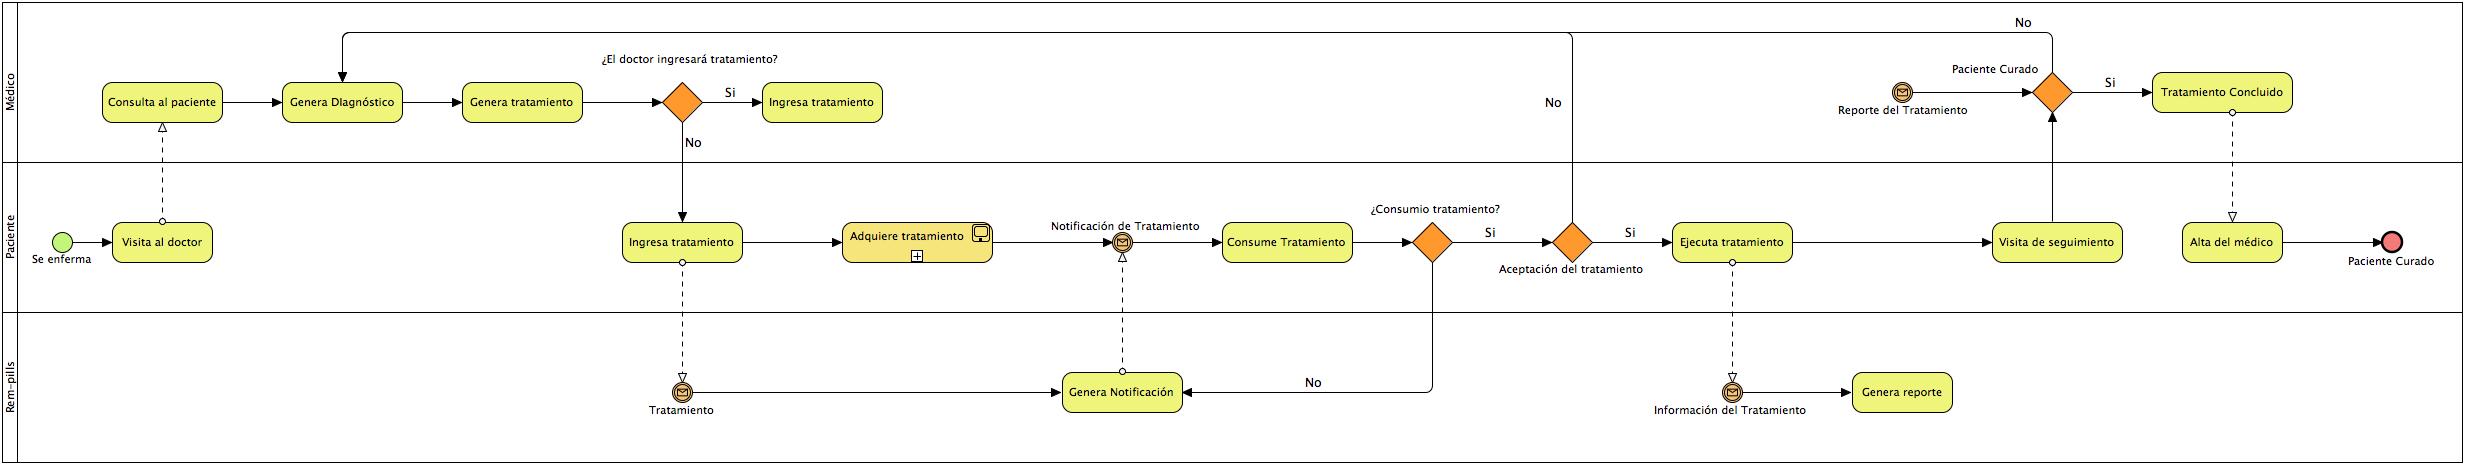 Médico
No
¿El doctor ingresará tratamiento?
Consulta al paciente
Genera DIagnóstico
Genera tratamiento
Si
Ingresa tratamiento
No
No
Paciente Curado
Reporte del Tratamiento
Si
Tratamiento Concluido
Paciente
Se enferma
Visita al doctor
Ingresa tratamiento
Adquiere tratamiento
Notificación de Tratamiento
Consume Tratamiento
¿Consumio tratamiento?
Si
Aceptación del tratamiento
Si
Ejecuta tratamiento
Visita de seguimiento
Alta del médico
Paciente Curado
Rem-pills
Tratamiento
Genera Notificación
No
Información del Tratamiento
Genera reporte